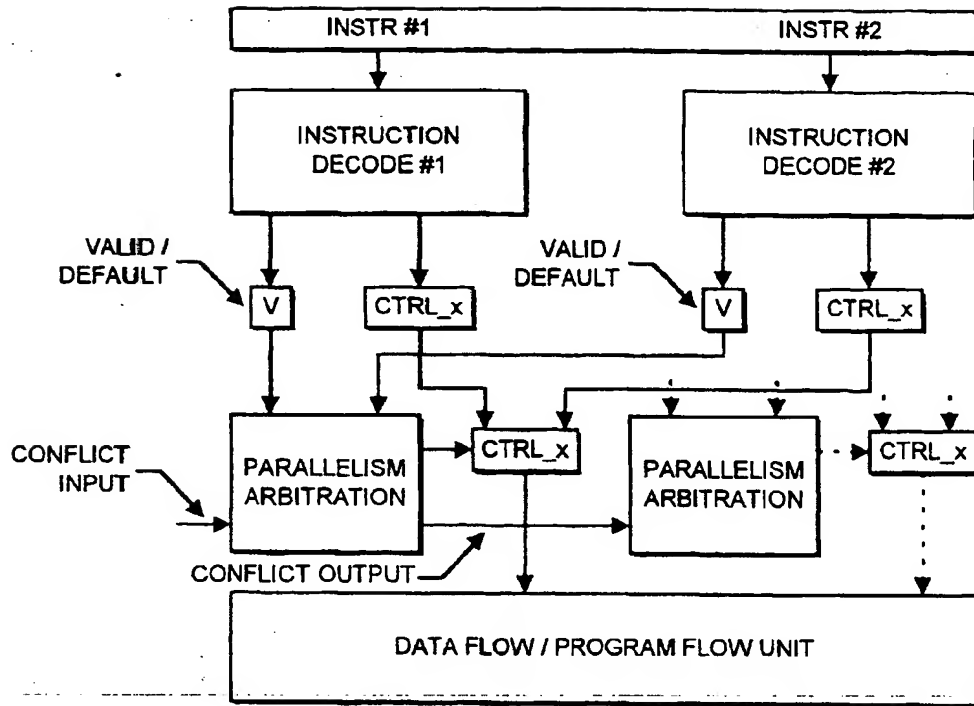 INSTR #1
INSTR #2
INSTRUCTION
DECODE #1
INSTRUCTION
DECODE #2
VALID /
DEFAULT
V
CTRL_x
VALID /
DEFAULT
V
CTRL_x
CONFLICT
INPUT
PARALLELISM
ARBITRATION
CTRL_x
PARALLELISM
ARBITRATION
CTRL_x
CONFLICT OUTPUT
DATA FLOW / PROGRAM FLOW UNIT